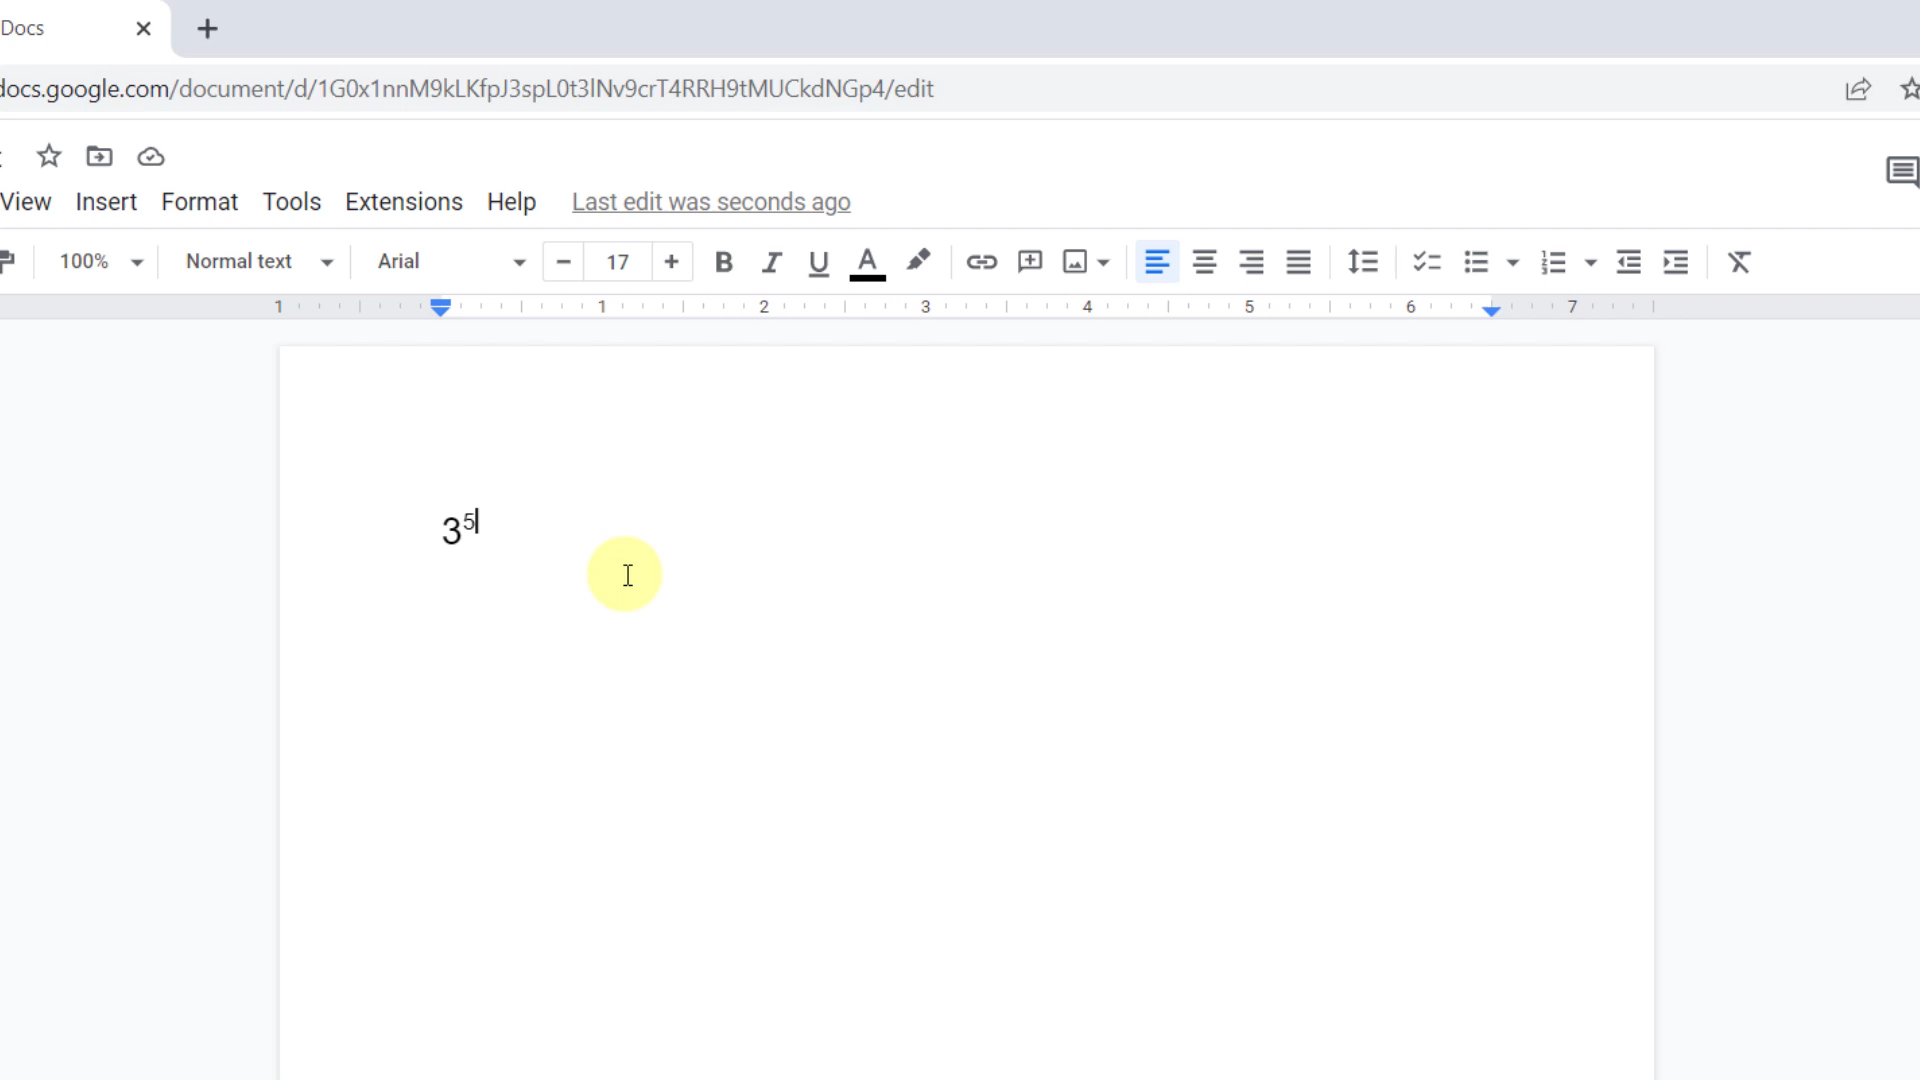 Docs
docs.google.com/document/d/1G0x1nnM9kLKfpJ3spL0t3lNv9crT4RRH9tMUCkdNGp4/edit
View Insert Format Tools Extensions Help Last edit was seconds ago
100% Normal text Arial 17 B I U A
1 1 2 3 4 5 6 7
3⁵